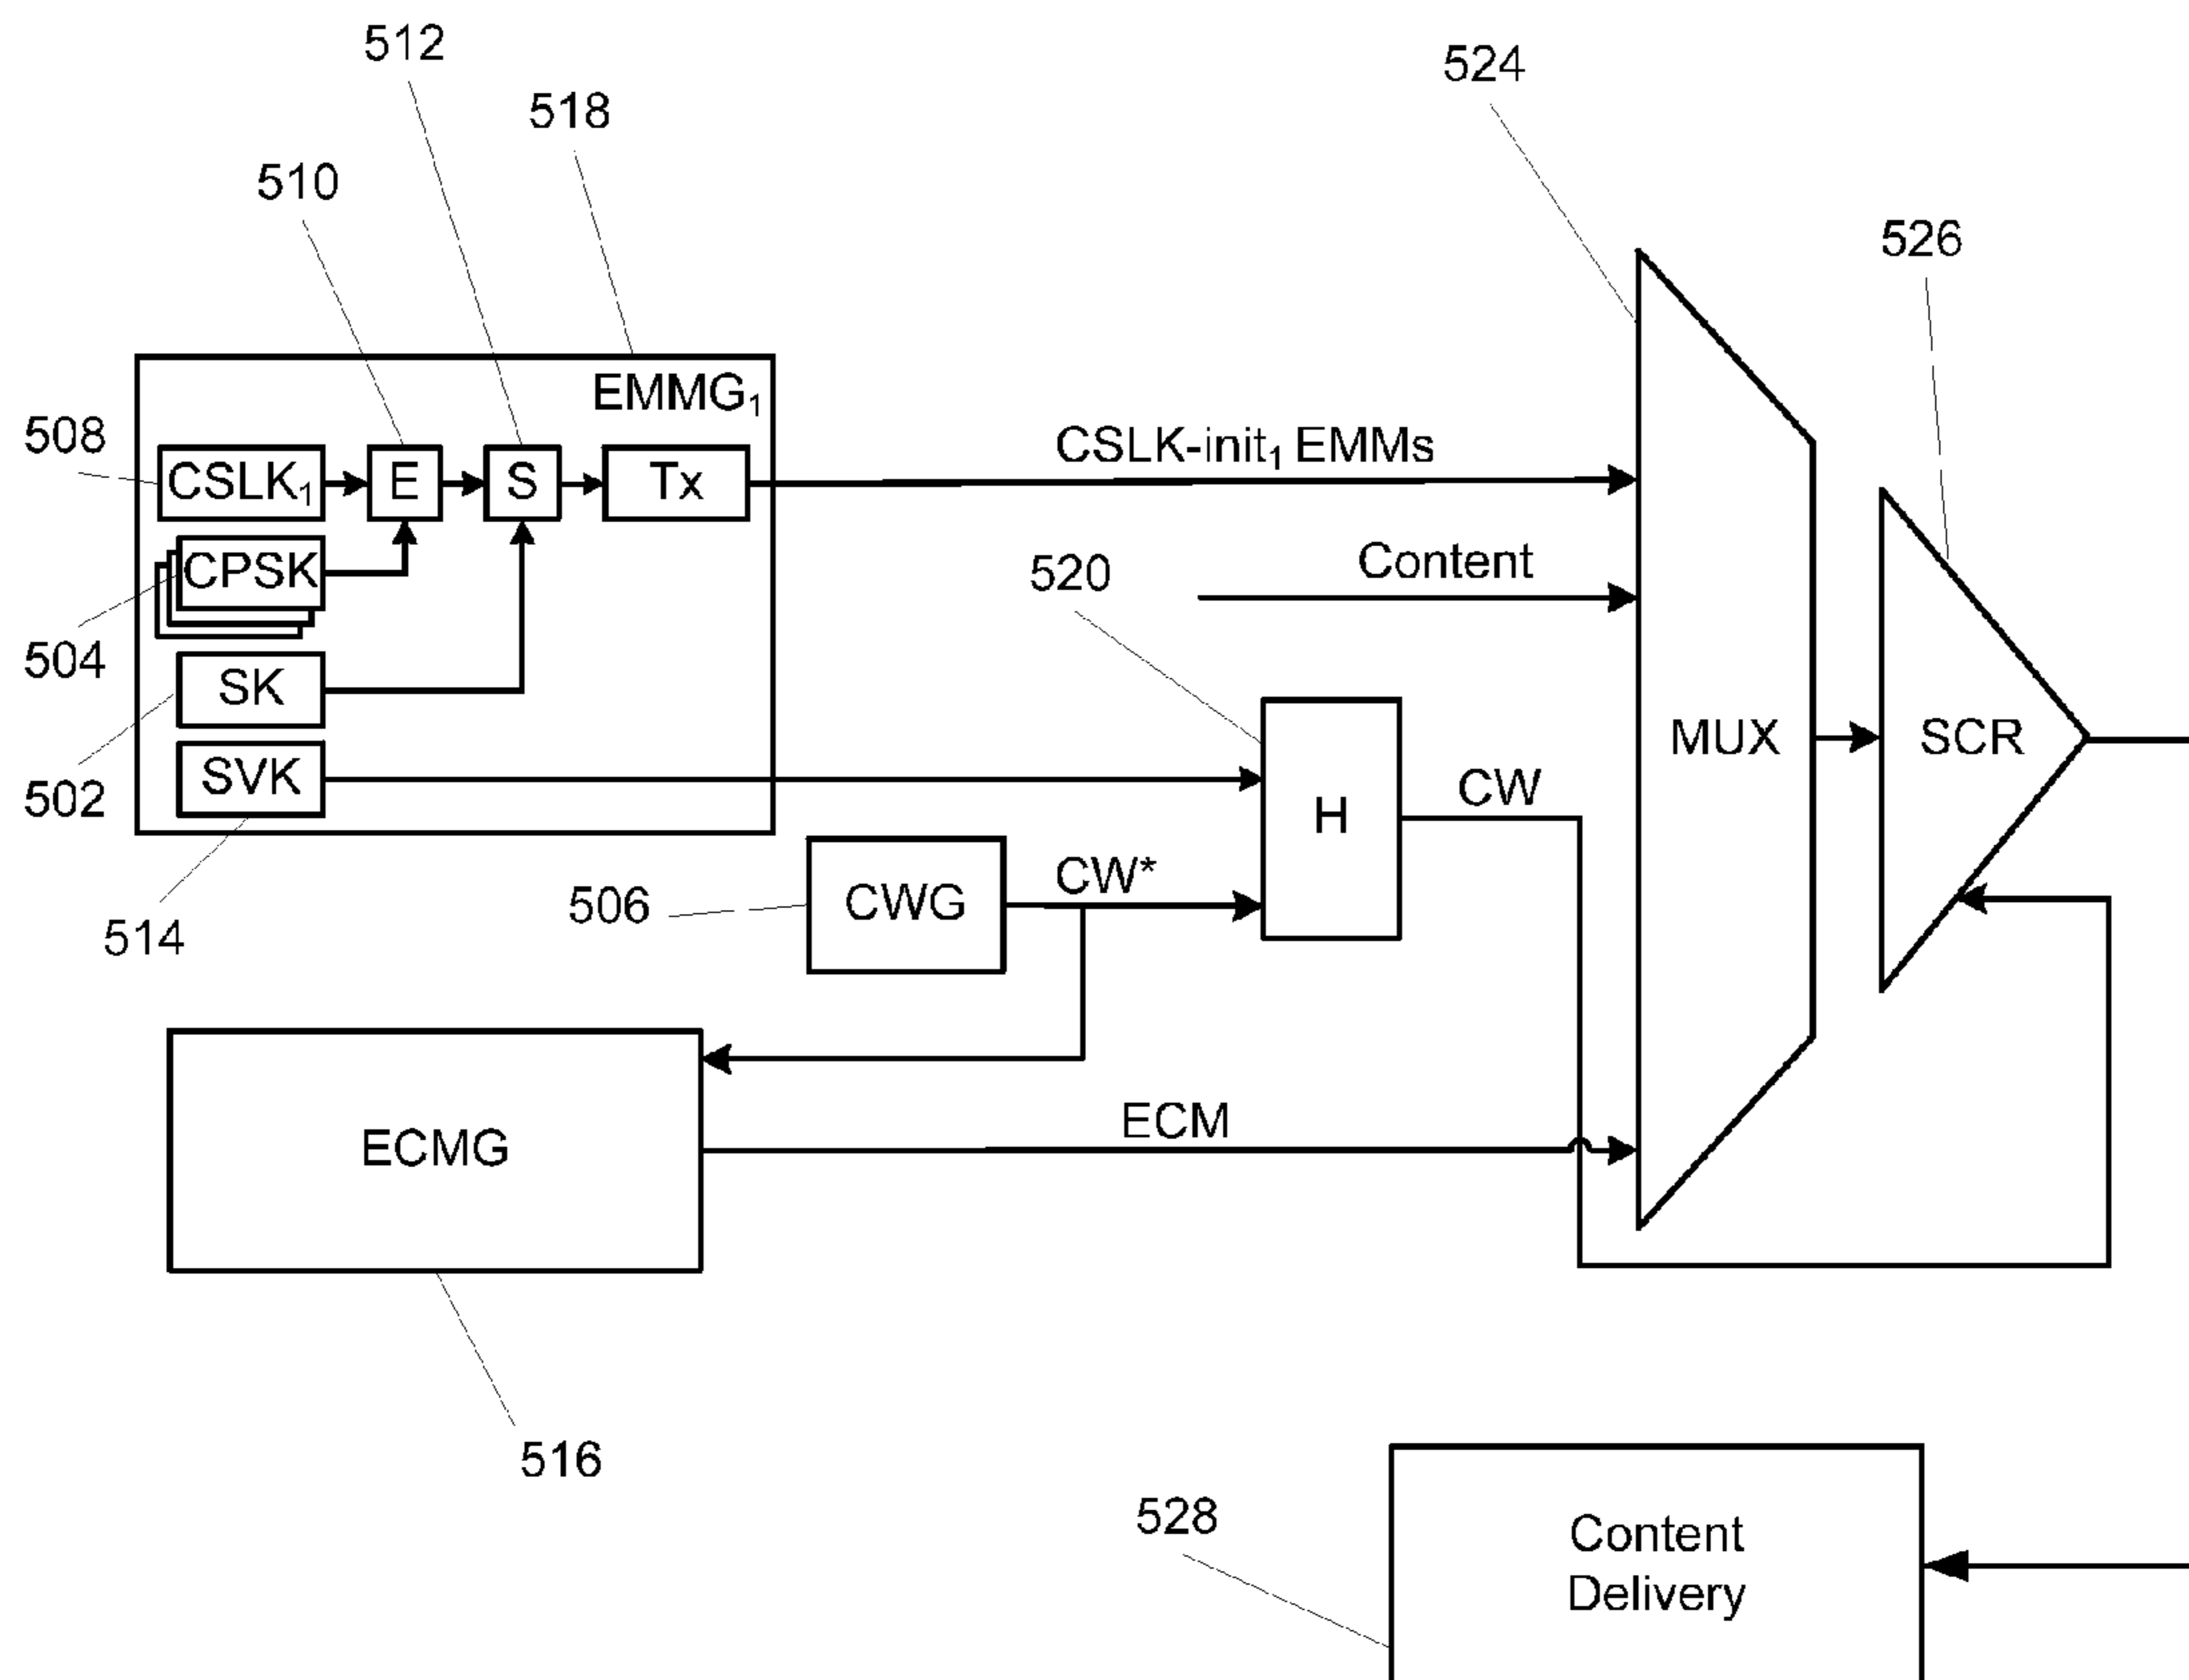 512
524
518
510
526
EMMG₁
508
CSLK₁
E
S
Tx
CSLK-init₁ EMMs
CPSK
520
Content
504
SK
MUX
SCR
SVK
502
H
CW
CW*
506
CWG
514
ECM
ECMG
516
528
Content
Delivery